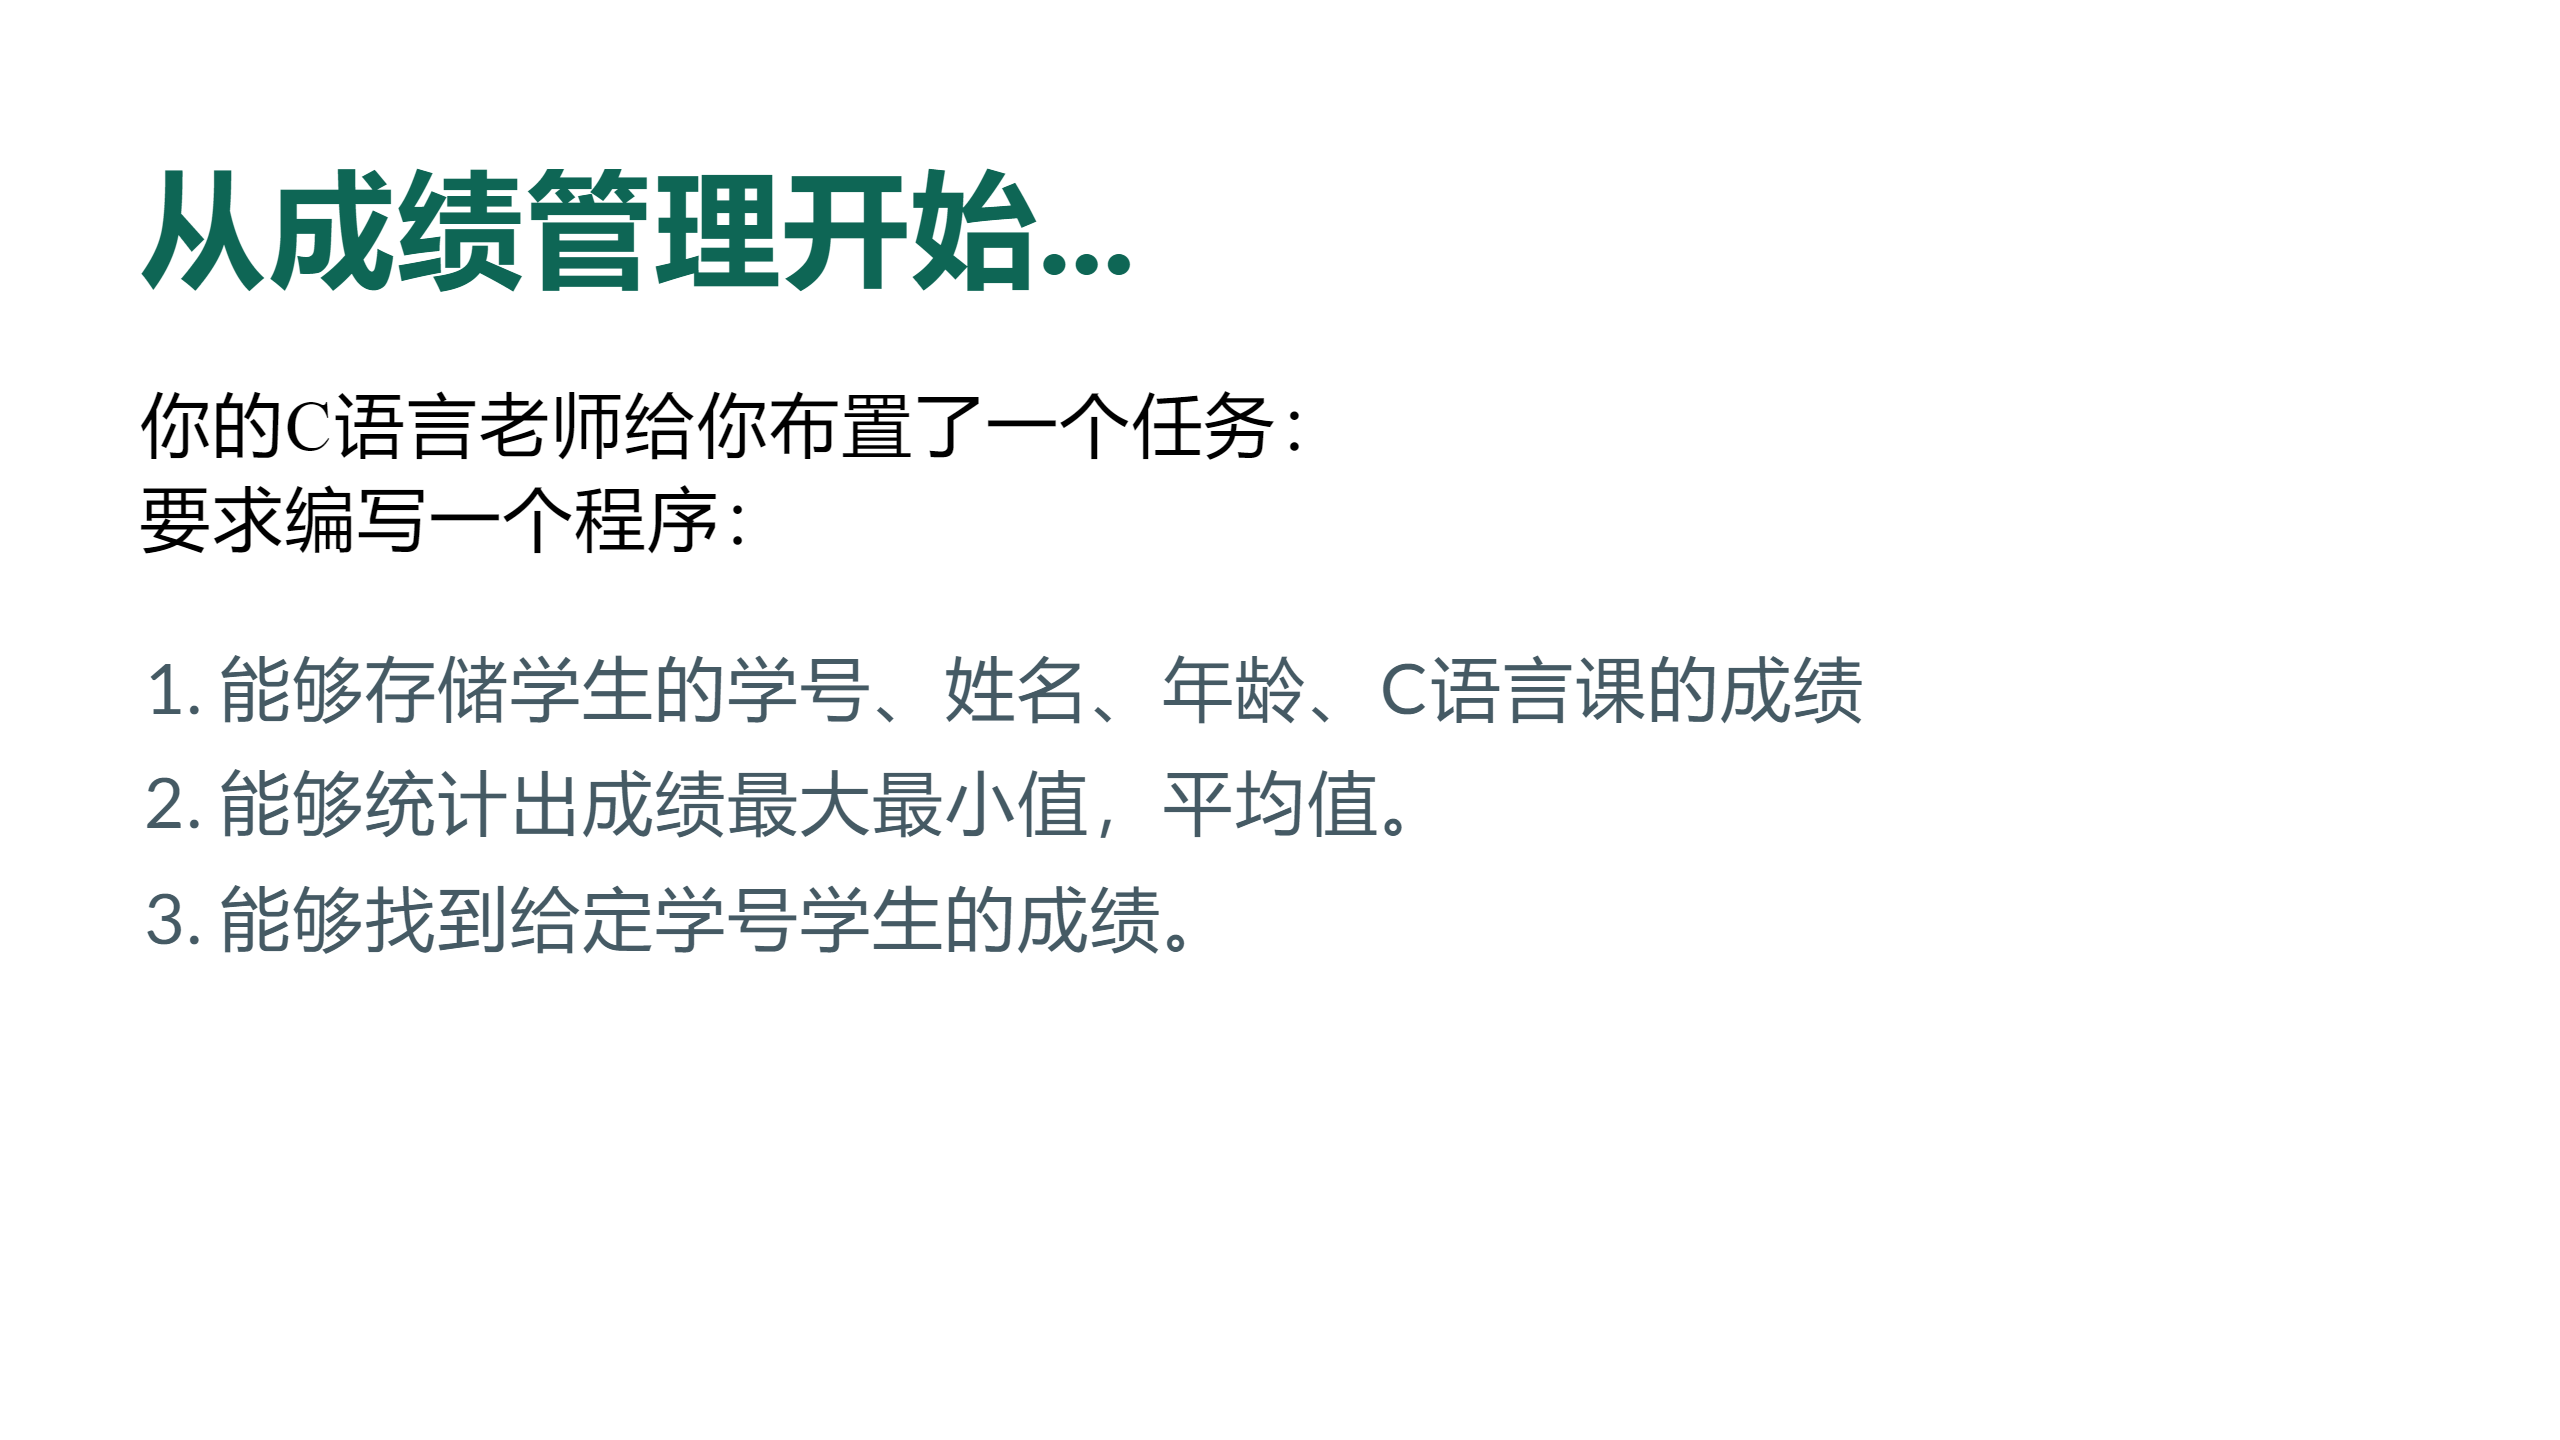 从成绩管理开始...
你的C语言老师给你布置了一个任务：
要求编写一个程序：
1. 能够存储学生的学号、姓名、年龄、C语言课的成绩
2. 能够统计出成绩最大最小值，平均值。
3. 能够找到给定学号学生的成绩。